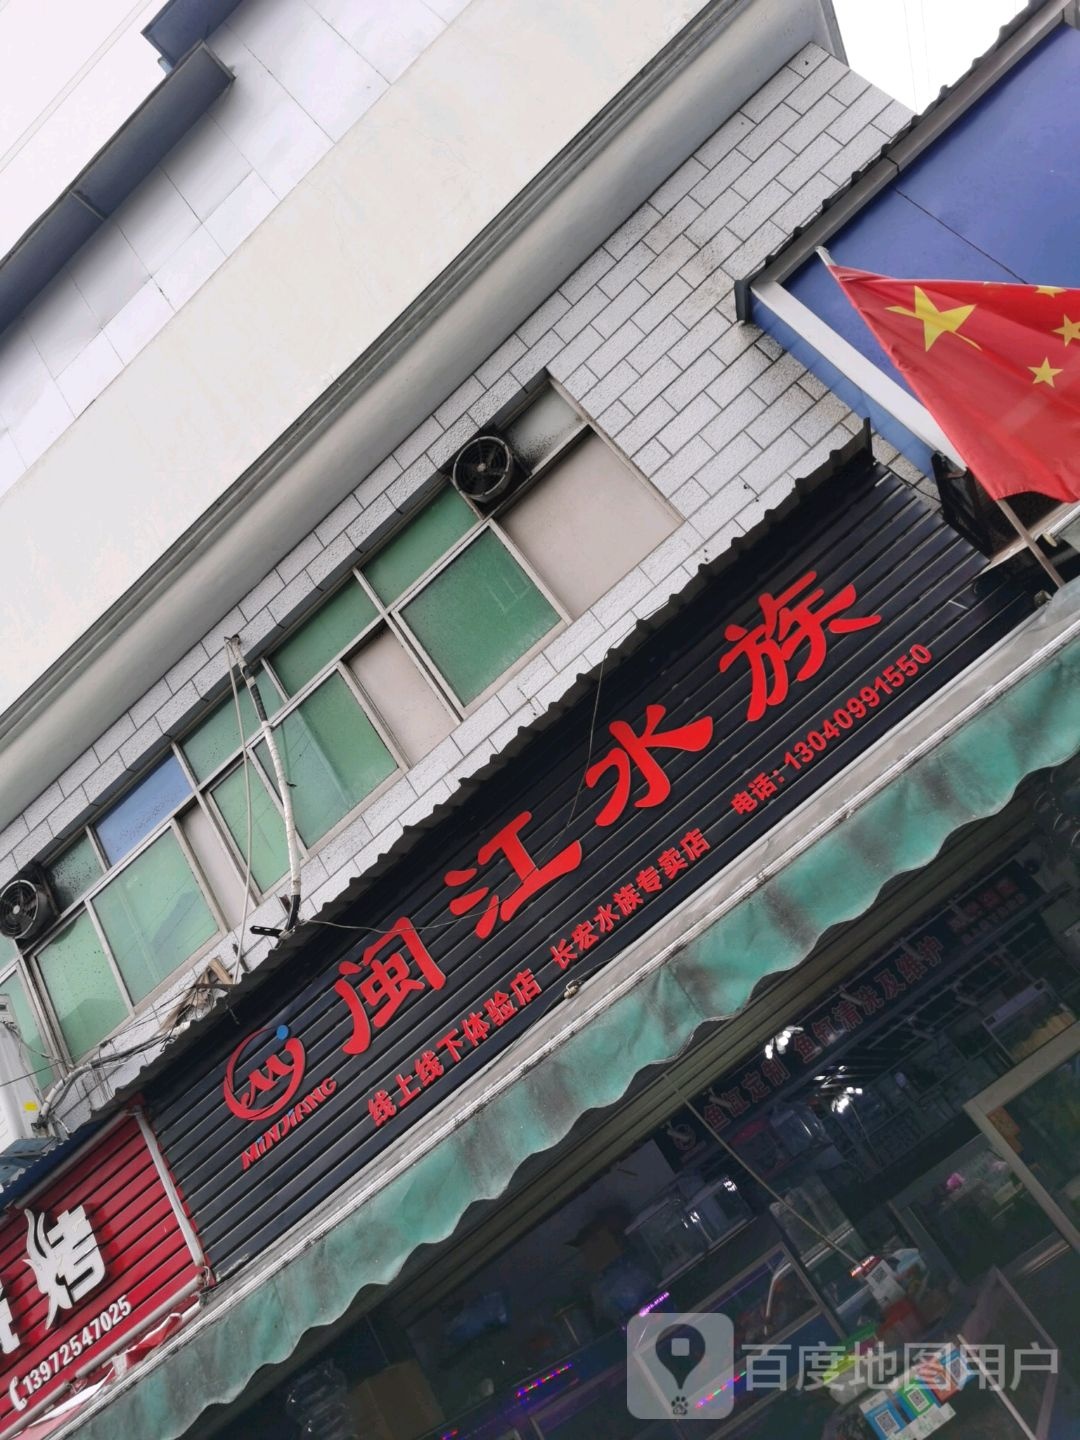 闽江水族
MINJIANG
线上线下体验店 长宏水族专卖店 电话:13040991550
鱼缸定制 鱼缸清洗及维护
烤
13972547025
百度地图用户